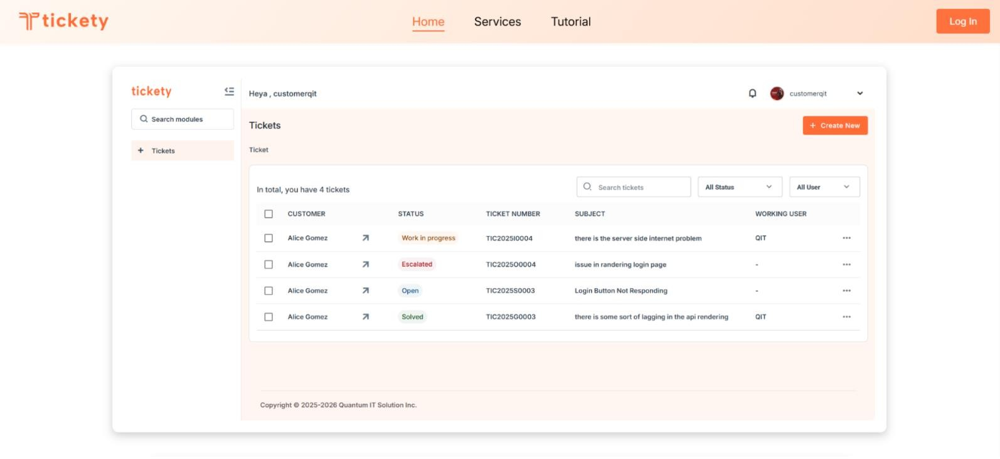 tickety
Home Services Tutorial
Log In
tickety
Heya , customerqit
customerqit
Search modules
Tickets
Create New
Tickets
Ticket
In total, you have 4 tickets
Search tickets
All Status
All User
CUSTOMER STATUS TICKET NUMBER SUBJECT WORKING USER
Alice Gomez Work in progress TIC2025I0004 there is the server side internet problem QIT
Alice Gomez Escalated TIC2025O0004 issue in randering login page -
Alice Gomez Open TIC2025S0003 Login Button Not Responding -
Alice Gomez Solved TIC2025G0003 there is some sort of lagging in the api rendering QIT
Copyright © 2025-2026 Quantum IT Solution Inc.